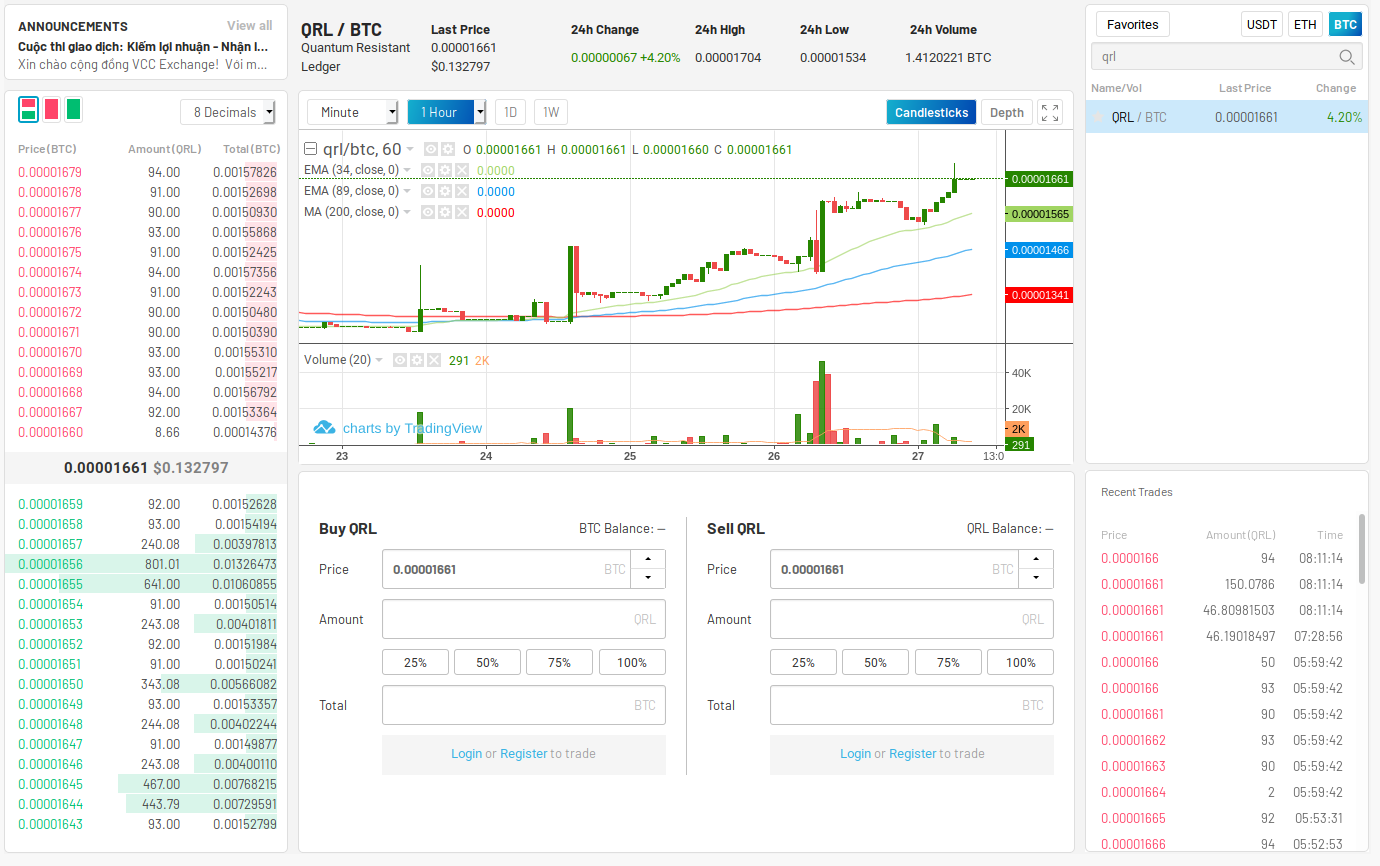 ANNOUNCEMENTS View all
Cuộc thi giao dịch: Kiếm lợi nhuận - Nhận l...
Xin chào cộng đồng VCC Exchange! Với m...
QRL / BTC
Quantum Resistant
Ledger
Last Price
0.00001661
$0.132797
24h Change
0.00000067 +4.20%
24h High
0.00001704
24h Low
0.00001534
24h Volume
1.4120221 BTC
Favorites USDT ETH BTC
qrl
Name/Vol Last Price Change
QRL / BTC 0.00001661 4.20%
8 Decimals
Price(BTC) Amount(QRL) Total(BTC)
0.00001679 94.00 0.00157826
0.00001678 91.00 0.00152698
0.00001677 90.00 0.00150930
0.00001676 93.00 0.00155868
0.00001675 91.00 0.00152425
0.00001674 94.00 0.00157356
0.00001673 91.00 0.00152243
0.00001672 90.00 0.00150480
0.00001671 90.00 0.00150390
0.00001670 93.00 0.00155310
0.00001669 93.00 0.00155217
0.00001668 94.00 0.00156792
0.00001667 92.00 0.00153364
0.00001660 8.66 0.00014376
0.00001661 $0.132797
0.00001659 92.00 0.00152628
0.00001658 93.00 0.00154194
0.00001657 240.08 0.00397813
0.00001656 801.01 0.01326473
0.00001655 641.00 0.01060855
0.00001654 91.00 0.00150514
0.00001653 243.08 0.00401811
0.00001652 92.00 0.00151984
0.00001651 91.00 0.00150241
0.00001650 343.08 0.00566082
0.00001649 93.00 0.00153357
0.00001648 244.08 0.00402244
0.00001647 91.00 0.00149877
0.00001646 243.08 0.00400110
0.00001645 467.00 0.00768215
0.00001644 443.79 0.00729591
0.00001643 93.00 0.00152799
Minute 1 Hour 1D 1W Candlesticks Depth
qrl/btc, 60 O 0.00001661 H 0.00001661 L 0.00001660 C 0.00001661
EMA (34, close, 0) 0.0000
EMA (89, close, 0) 0.0000
MA (200, close, 0) 0.0000
0.00001661
0.00001565
0.00001466
0.00001341
Volume (20) 291 2K
40K
20K
2K
291
charts by TradingView
23 24 25 26 27 13:0
Buy QRL BTC Balance: —
Price 0.00001661 BTC
Amount QRL
25% 50% 75% 100%
Total BTC
Login or Register to trade
Sell QRL QRL Balance: —
Price 0.00001661 BTC
Amount QRL
25% 50% 75% 100%
Total BTC
Login or Register to trade
Recent Trades
Price Amount(QRL) Time
0.0000166 94 08:11:14
0.00001661 150.0786 08:11:14
0.00001661 46.80981503 08:11:14
0.00001661 46.19018497 07:28:56
0.0000166 50 05:59:42
0.0000166 93 05:59:42
0.00001661 90 05:59:42
0.00001662 93 05:59:42
0.00001663 90 05:59:42
0.00001664 2 05:59:42
0.00001665 92 05:53:31
0.00001666 94 05:52:53